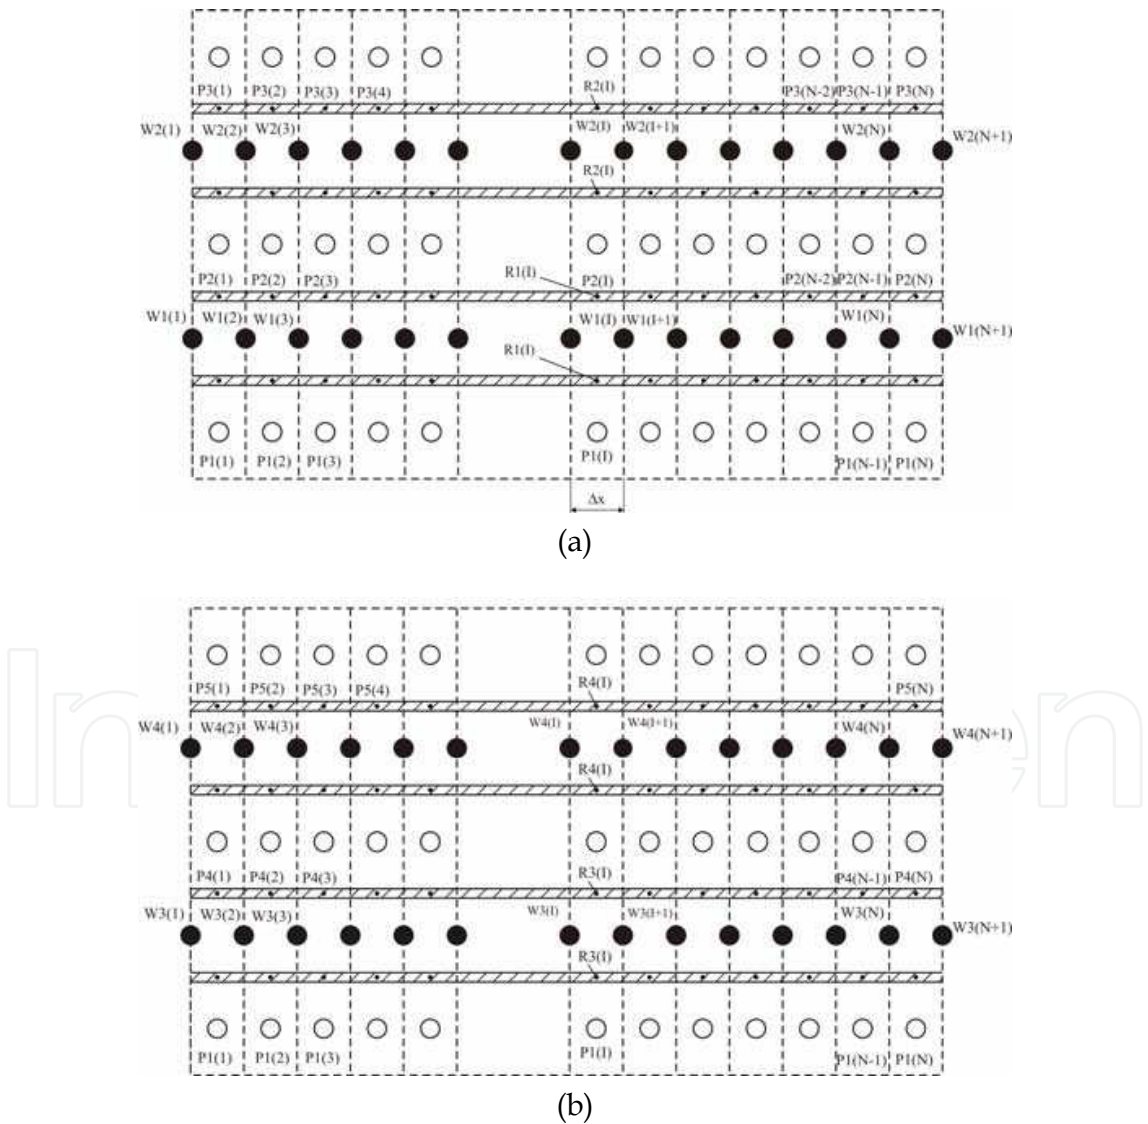 P3(1) P3(2) P3(3) P3(4) R2(I) P3(N-2) P3(N-1) P3(N)
W2(1) W2(2) W2(3) W2(I) W2(I+1) W2(N) W2(N+1)
R2(I)
P2(1) P2(2) P2(3) R1(I) P2(I) P2(N-2) P2(N-1) P2(N)
W1(1) W1(2) W1(3) W1(I) W1(I+1) W1(N) W1(N+1)
R1(I)
P1(1) P1(2) P1(3) P1(I) P1(N-1) P1(N)
Δx
(a)
P5(1) P5(2) P5(3) P5(4) R4(I) P5(N)
W4(1) W4(2) W4(3) W4(I) W4(I+1) W4(N) W4(N+1)
R4(I)
P4(1) P4(2) P4(3) R3(I) P4(N-1) P4(N)
W3(1) W3(2) W3(3) W3(I) W3(I+1) W3(N) W3(N+1)
R3(I)
P1(1) P1(2) P1(3) P1(I) P1(N-1) P1(N)
(b)